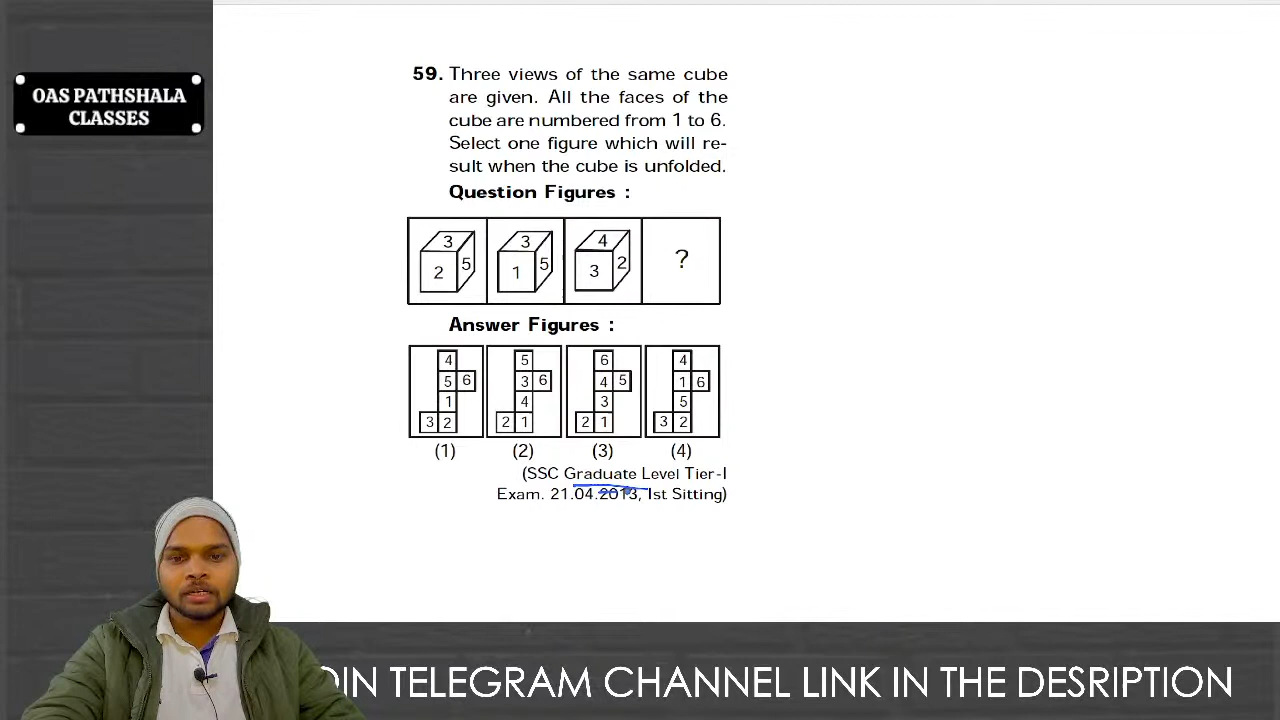 OAS PATHSHALA
CLASSES
59. Three views of the same cube
are given. All the faces of the
cube are numbered from 1 to 6.
Select one figure which will re-
sult when the cube is unfolded.
Question Figures :
3
2 5
3
1 5
4
3 2
?
Answer Figures :
4
5 6
1
3 2
5
3 6
4
2 1
6
4 5
3
2 1
4
1 6
5
3 2
(1) (2) (3) (4)
(SSC Graduate Level Tier-I
Exam. 21.04.2013, Ist Sitting)
OIN TELEGRAM CHANNEL LINK IN THE DESRIPTION